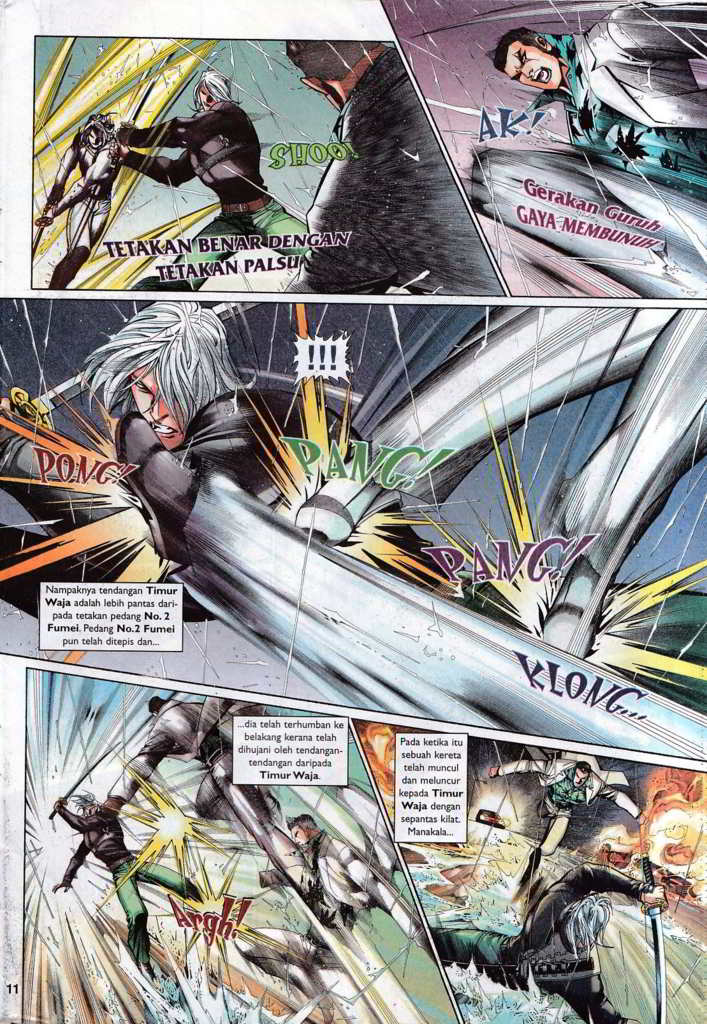 SHOO!
TETAKAN BENAR DENGAN
TETAKAN PALSU
AK!
Gerakan Guruh
GAYA MEMBUNUH
!!!
PONG!
PANG!
PANG!
KLONG...
Nampaknya tendangan Timur
Waja adalah lebih pantas dari-
pada tetakan pedang No. 2
Fumei. Pedang No.2 Fumei
pun telah ditepis dan...
...dia telah terhumban ke
belakang kerana telah
dihujani oleh tendangan-
tendangan daripada
Timur Waja.
Argh!
Pada ketika itu
sebuah kereta
telah muncul
dan meluncur
kepada Timur
Waja dengan
sepantas kilat.
Manakala...
11